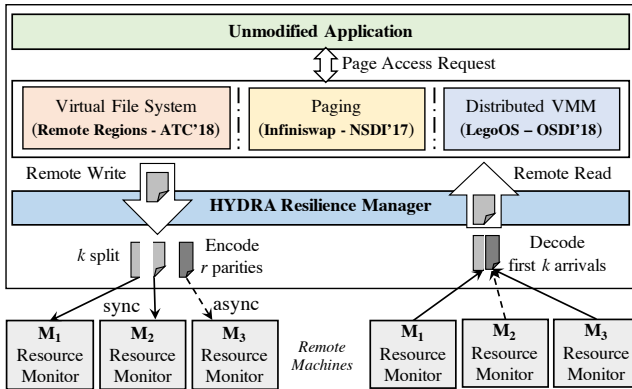 Unmodified Application
Page Access Request
Virtual File System
(Remote Regions - ATC'18)
Paging
(Infiniswap - NSDI'17)
Distributed VMM
(LegoOS – OSDI'18)
Remote Write
Remote Read
HYDRA Resilience Manager
k split
Encode
r parities
Decode
first k arrivals
sync
async
M1
Resource
Monitor
M2
Resource
Monitor
M3
Resource
Monitor
Remote
Machines
M1
Resource
Monitor
M2
Resource
Monitor
M3
Resource
Monitor